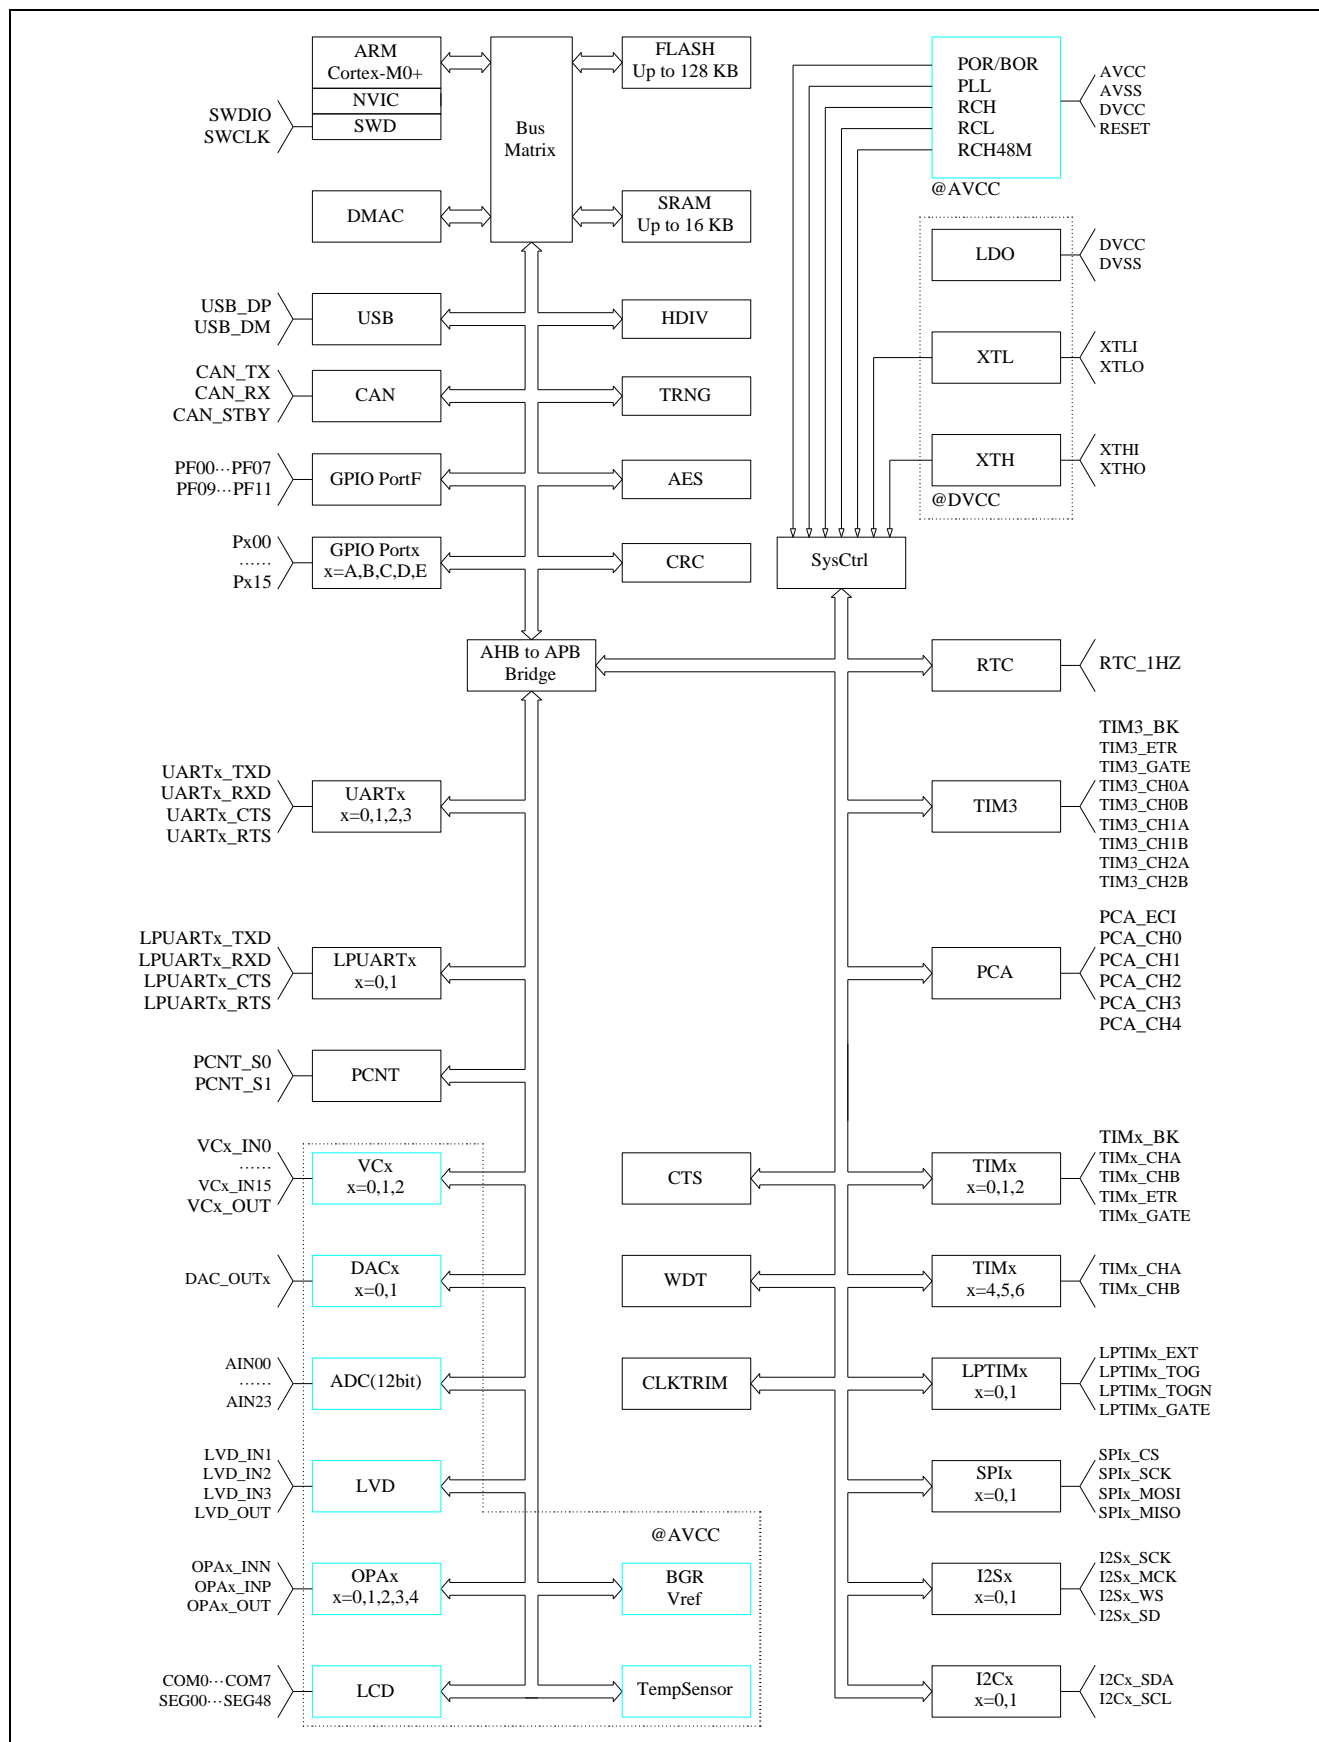 ARM
Cortex-M0+
NVIC
SWD
SWDIO
SWCLK
Bus
Matrix
FLASH
Up to 128 KB
DMAC
SRAM
Up to 16 KB
USB_DP
USB_DM
USB
HDIV
CAN_TX
CAN_RX
CAN_STBY
CAN
TRNG
PF00···PF07
PF09···PF11
GPIO PortF
AES
Px00
······
Px15
GPIO Portx
x=A,B,C,D,E
CRC
POR/BOR
PLL
RCH
RCL
RCH48M
@AVCC
AVCC
AVSS
DVCC
RESET
LDO
DVCC
DVSS
XTL
XTLI
XTLO
XTH
@DVCC
XTHI
XTHO
SysCtrl
AHB to APB
Bridge
RTC
RTC_1HZ
UARTx_TXD
UARTx_RXD
UARTx_CTS
UARTx_RTS
UARTx
x=0,1,2,3
TIM3
TIM3_BK
TIM3_ETR
TIM3_GATE
TIM3_CH0A
TIM3_CH0B
TIM3_CH1A
TIM3_CH1B
TIM3_CH2A
TIM3_CH2B
LPUARTx_TXD
LPUARTx_RXD
LPUARTx_CTS
LPUARTx_RTS
LPUARTx
x=0,1
PCA
PCA_ECI
PCA_CH0
PCA_CH1
PCA_CH2
PCA_CH3
PCA_CH4
PCNT_S0
PCNT_S1
PCNT
VCx_IN0
······
VCx_IN15
VCx_OUT
VCx
x=0,1,2
CTS
TIMx
x=0,1,2
TIMx_BK
TIMx_CHA
TIMx_CHB
TIMx_ETR
TIMx_GATE
DAC_OUTx
DACx
x=0,1
WDT
TIMx
x=4,5,6
TIMx_CHA
TIMx_CHB
AIN00
······
AIN23
ADC(12bit)
CLKTRIM
LPTIMx
x=0,1
LPTIMx_EXT
LPTIMx_TOG
LPTIMx_TOGN
LPTIMx_GATE
LVD_IN1
LVD_IN2
LVD_IN3
LVD_OUT
LVD
SPIx
x=0,1
SPIx_CS
SPIx_SCK
SPIx_MOSI
SPIx_MISO
@AVCC
OPAx_INN
OPAx_INP
OPAx_OUT
OPAx
x=0,1,2,3,4
BGR
Vref
I2Sx
x=0,1
I2Sx_SCK
I2Sx_MCK
I2Sx_WS
I2Sx_SD
COM0···COM7
SEG00···SEG48
LCD
TempSensor
I2Cx
x=0,1
I2Cx_SDA
I2Cx_SCL